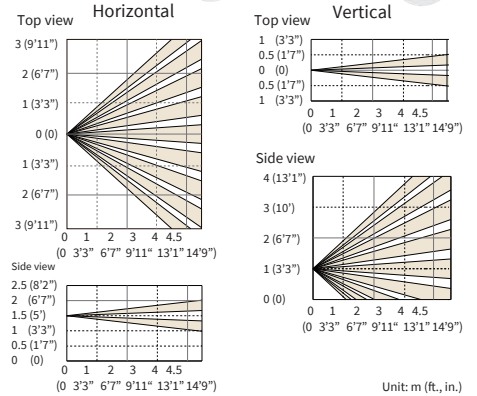 Horizontal
Top view
3 (9'11")
2 (6'7")
1 (3'3")
0 (0)
1 (3'3")
2 (6'7")
3 (9'11")
0 1 2 3 4 4.5
(0 3'3" 6'7" 9'11" 13'1" 14'9")
Side view
2.5 (8'2")
2 (6'7")
1.5 (5')
1 (3'3")
0.5 (1'7")
0 (0)
0 1 2 3 4 4.5
(0 3'3" 6'7" 9'11" 13'1" 14'9")
Vertical
Top view
1 (3'3")
0.5 (1'7")
0 (0)
0.5 (1'7")
1 (3'3")
0 1 2 3 4 4.5
(0 3'3" 6'7" 9'11" 13'1" 14'9")
Side view
4 (13'1")
3 (10')
2 (6'7")
1 (3'3")
0 (0)
0 1 2 3 4 4.5
(0 3'3" 6'7" 9'11" 13'1" 14'9")
Unit: m (ft., in.)